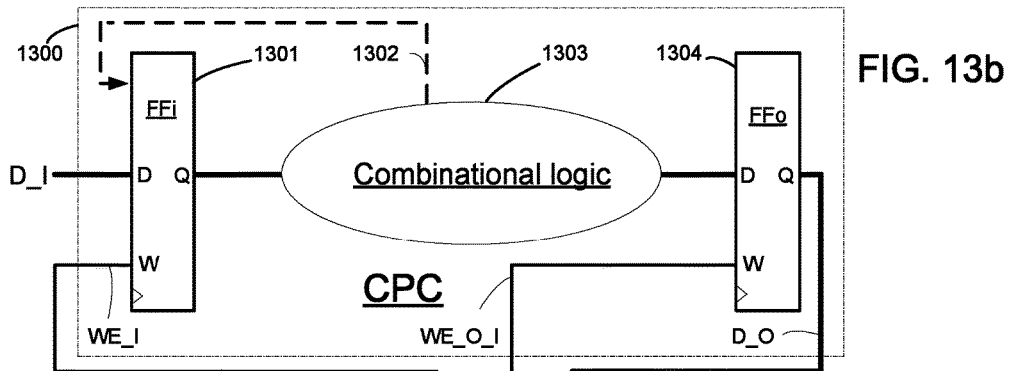 1300
1301
1302
1303
1304
FIG. 13b
FFi
FFo
D_I
D Q
Combinational logic
D Q
W
CPC
W
WE_I
WE_O_I
D_O